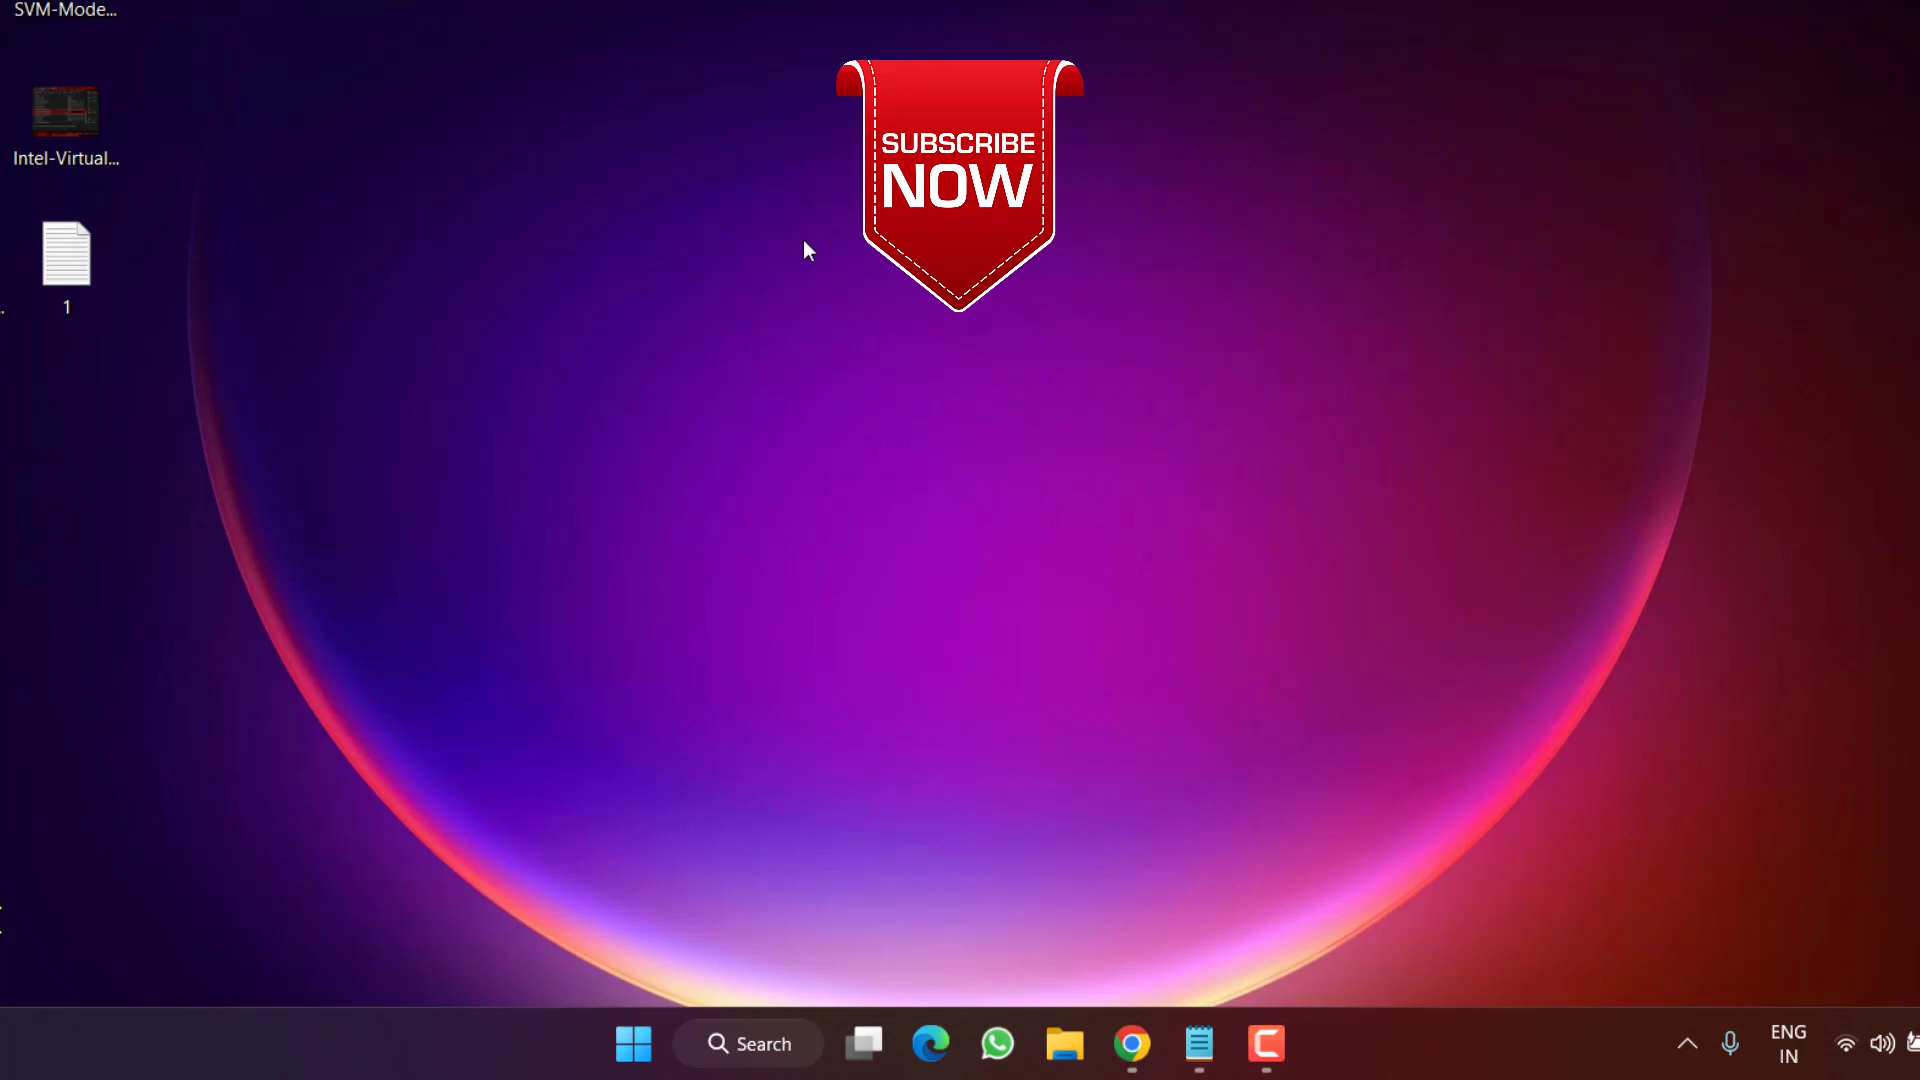 SVM-Mode...
SUBSCRIBE
NOW
Intel-Virtual...
1
Search
ENG
IN